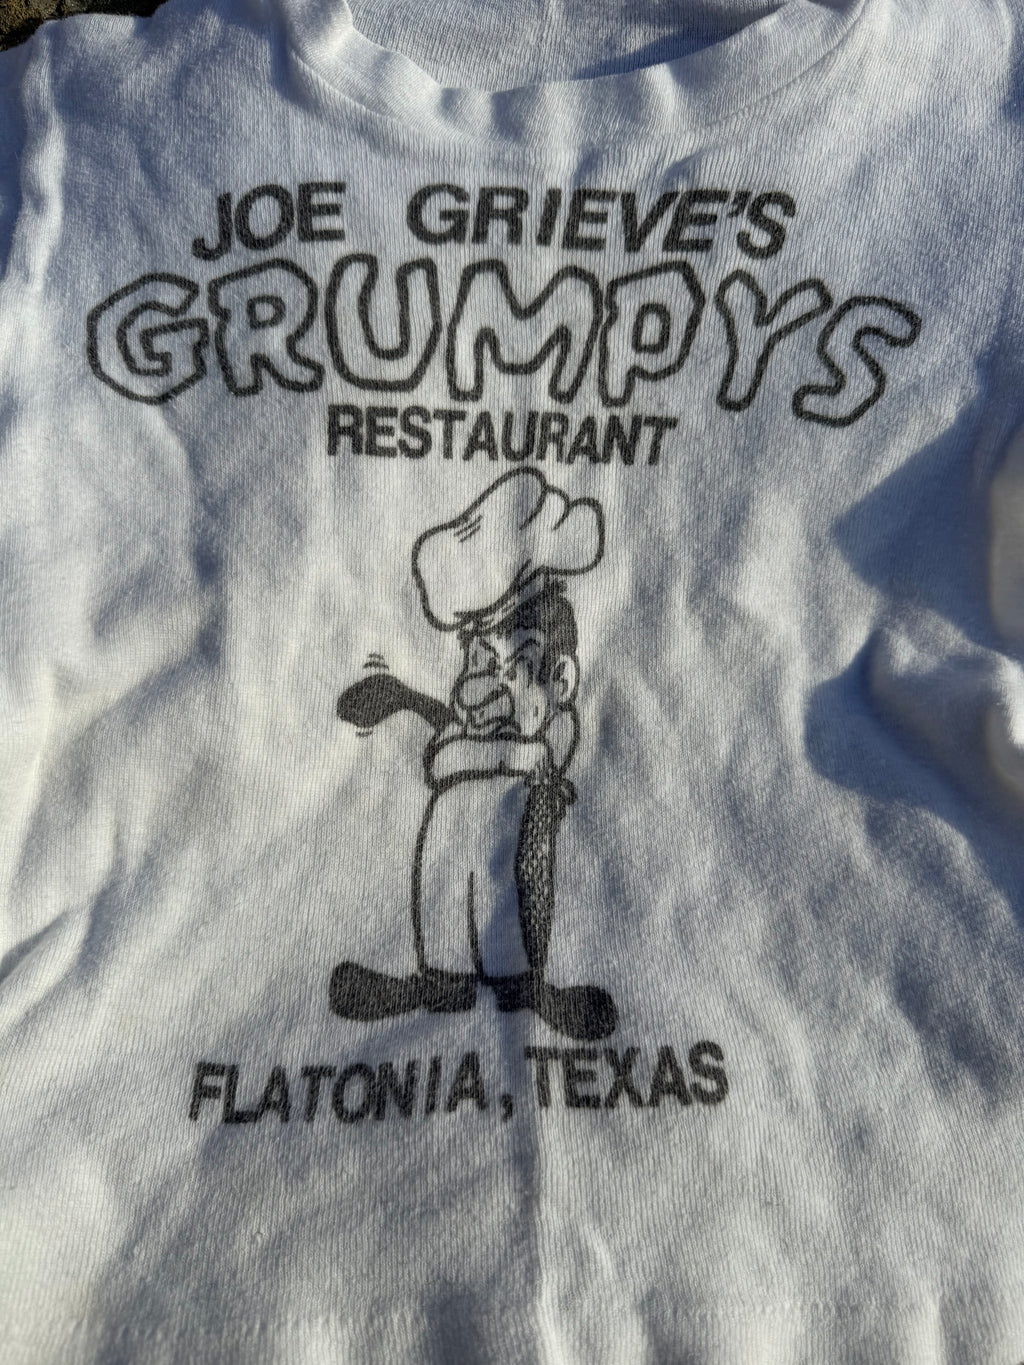 JOE GRIEVE'S
GRUMPYS
RESTAURANT
FLATONIA, TEXAS